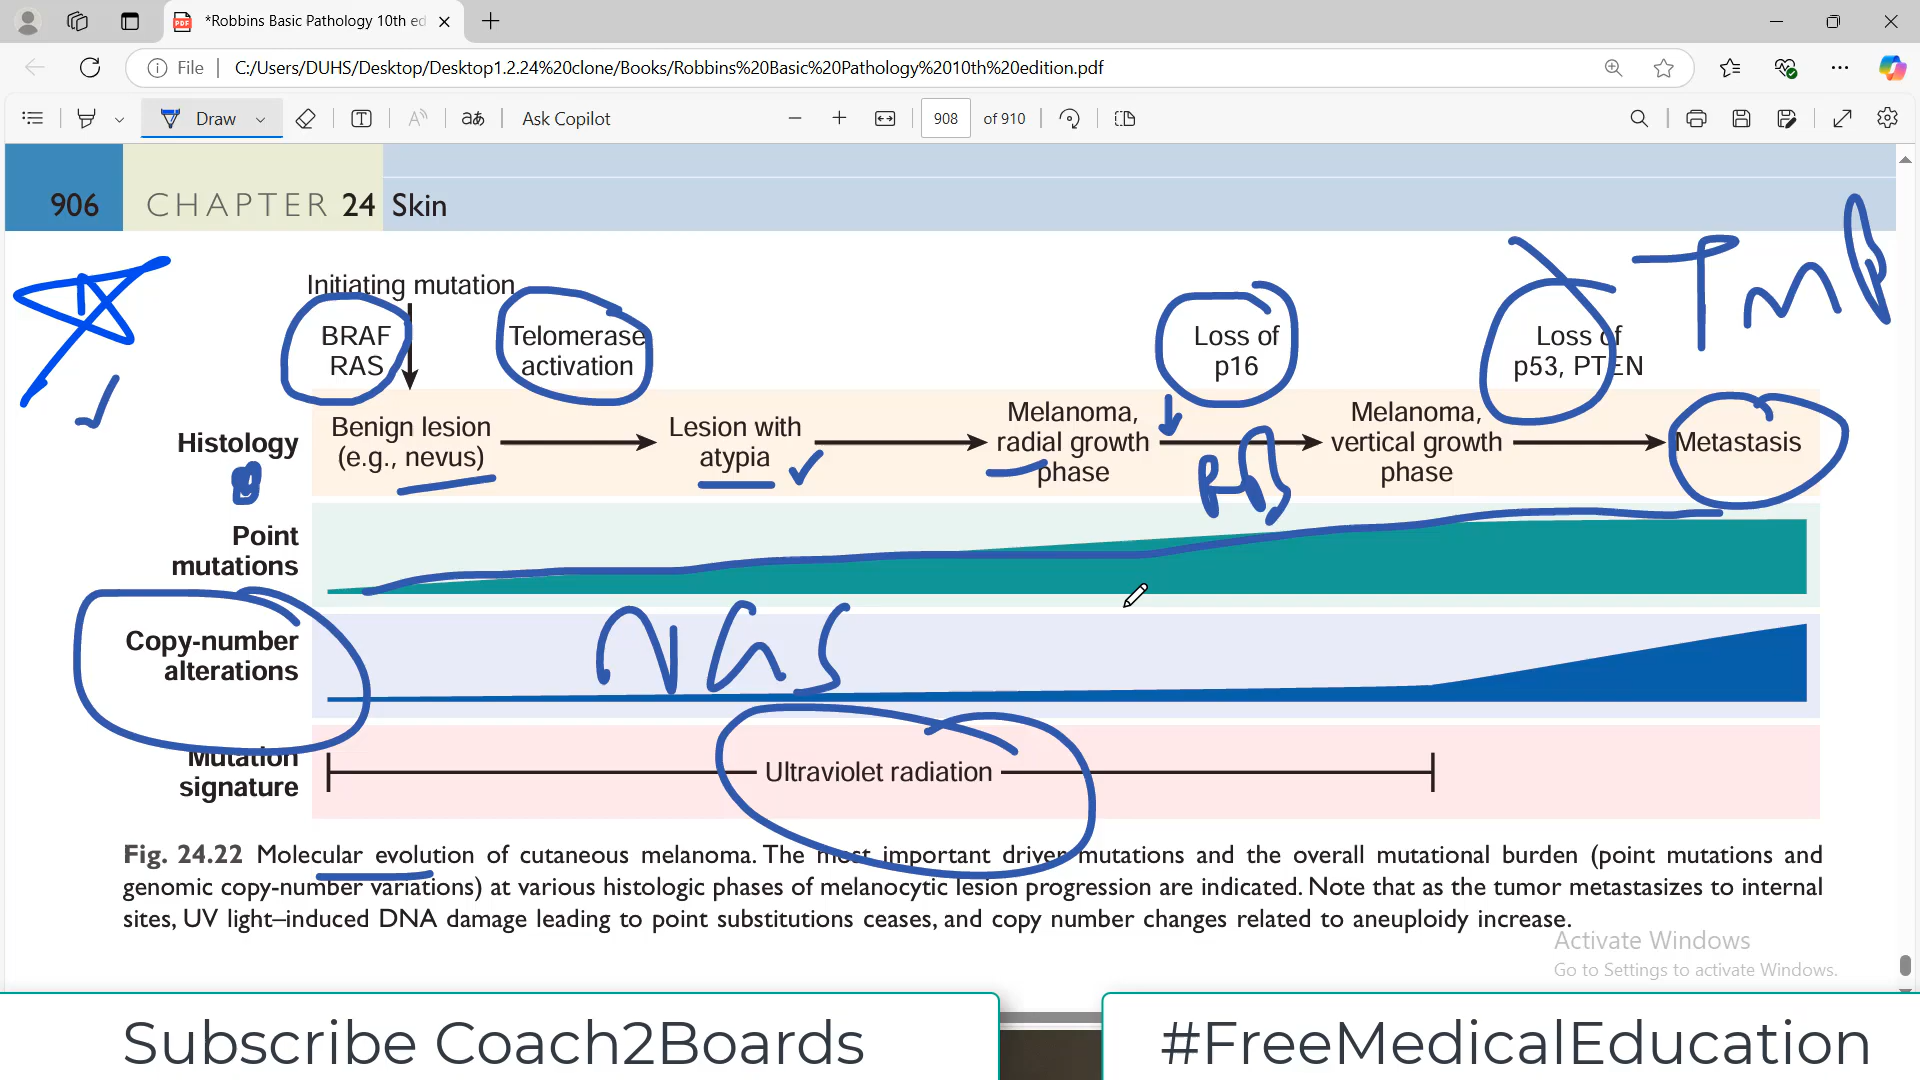 *Robbins Basic Pathology 10th ed
File
C:/Users/DUHS/Desktop/Desktop1.2.24%20clone/Books/Robbins%20Basic%20Pathology%2010th%20edition.pdf
Draw
Ask Copilot
908 of 910
906 CHAPTER 24 Skin
TMB
Initiating mutation
BRAF
RAS
Telomerase
activation
Loss of
p16
Loss of
p53, PTEN
Histology
Benign lesion
(e.g., nevus)
Lesion with
atypia
Melanoma,
radial growth
phase
Melanoma,
vertical growth
phase
Metastasis
Point
mutations
Copy-number
alterations
NGS
Mutation
signature
Ultraviolet radiation
Fig. 24.22 Molecular evolution of cutaneous melanoma. The most important driver mutations and the overall mutational burden (point mutations and
genomic copy-number variations) at various histologic phases of melanocytic lesion progression are indicated. Note that as the tumor metastasizes to internal
sites, UV light–induced DNA damage leading to point substitutions ceases, and copy number changes related to aneuploidy increase.
Activate Windows
Go to Settings to activate Windows.
Subscribe Coach2Boards
#FreeMedicalEducation